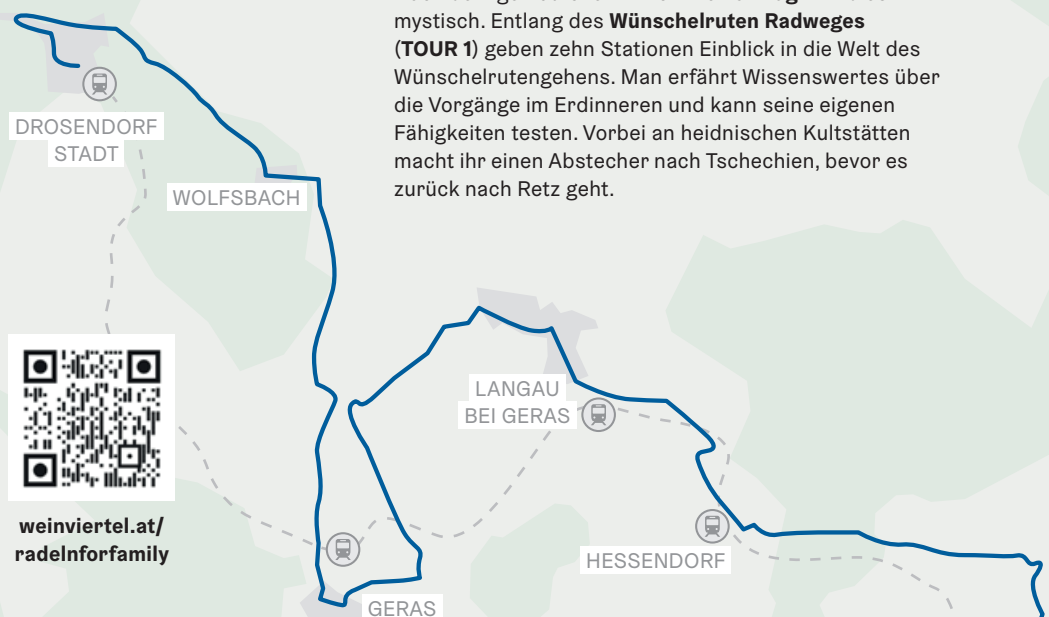 mystisch. Entlang des Wünschelruten Radweges
(TOUR 1) geben zehn Stationen Einblick in die Welt des
Wünschelrutengehens. Man erfährt Wissenswertes über
die Vorgänge im Erdinneren und kann seine eigenen
Fähigkeiten testen. Vorbei an heidnischen Kultstätten
macht ihr einen Abstecher nach Tschechien, bevor es
zurück nach Retz geht.
DROSENDORF
STADT
WOLFSBACH
LANGAU
BEI GERAS
weinviertel.at/
radelnforfamily
HESSENDORF
GERAS